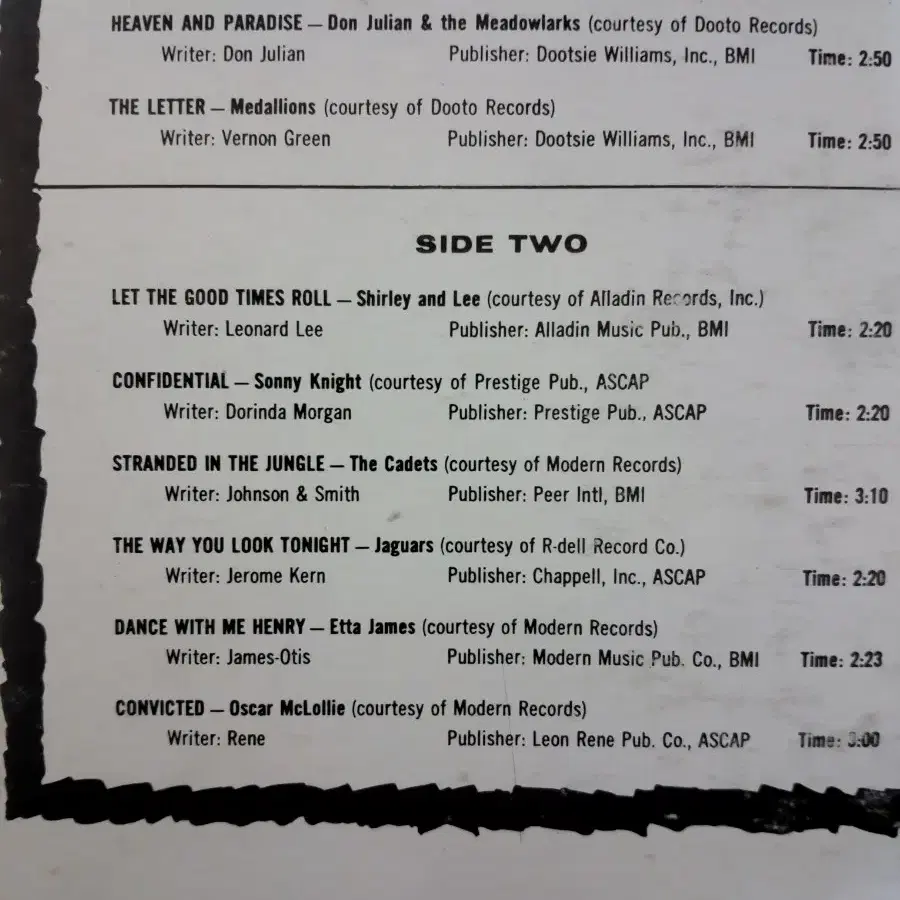 HEAVEN AND PARADISE — Don Julian & the Meadowlarks (courtesy of Dooto Records)
Writer: Don Julian Publisher: Dootsie Williams, Inc., BMI Time: 2:50
THE LETTER — Medallions (courtesy of Dooto Records)
Writer: Vernon Green Publisher: Dootsie Williams, Inc., BMI Time: 2:50
SIDE TWO
LET THE GOOD TIMES ROLL — Shirley and Lee (courtesy of Alladin Records, Inc.)
Writer: Leonard Lee Publisher: Alladin Music Pub., BMI Time: 2:20
CONFIDENTIAL — Sonny Knight (courtesy of Prestige Pub., ASCAP
Writer: Dorinda Morgan Publisher: Prestige Pub., ASCAP Time: 2:20
STRANDED IN THE JUNGLE — The Cadets (courtesy of Modern Records)
Writer: Johnson & Smith Publisher: Peer Intl, BMI Time: 3:10
THE WAY YOU LOOK TONIGHT — Jaguars (courtesy of R-dell Record Co.)
Writer: Jerome Kern Publisher: Chappell, Inc., ASCAP Time: 2:20
DANCE WITH ME HENRY — Etta James (courtesy of Modern Records)
Writer: James-Otis Publisher: Modern Music Pub. Co., BMI Time: 2:23
CONVICTED — Oscar McLollie (courtesy of Modern Records)
Writer: Rene Publisher: Leon Rene Pub. Co., ASCAP Time: 3:00